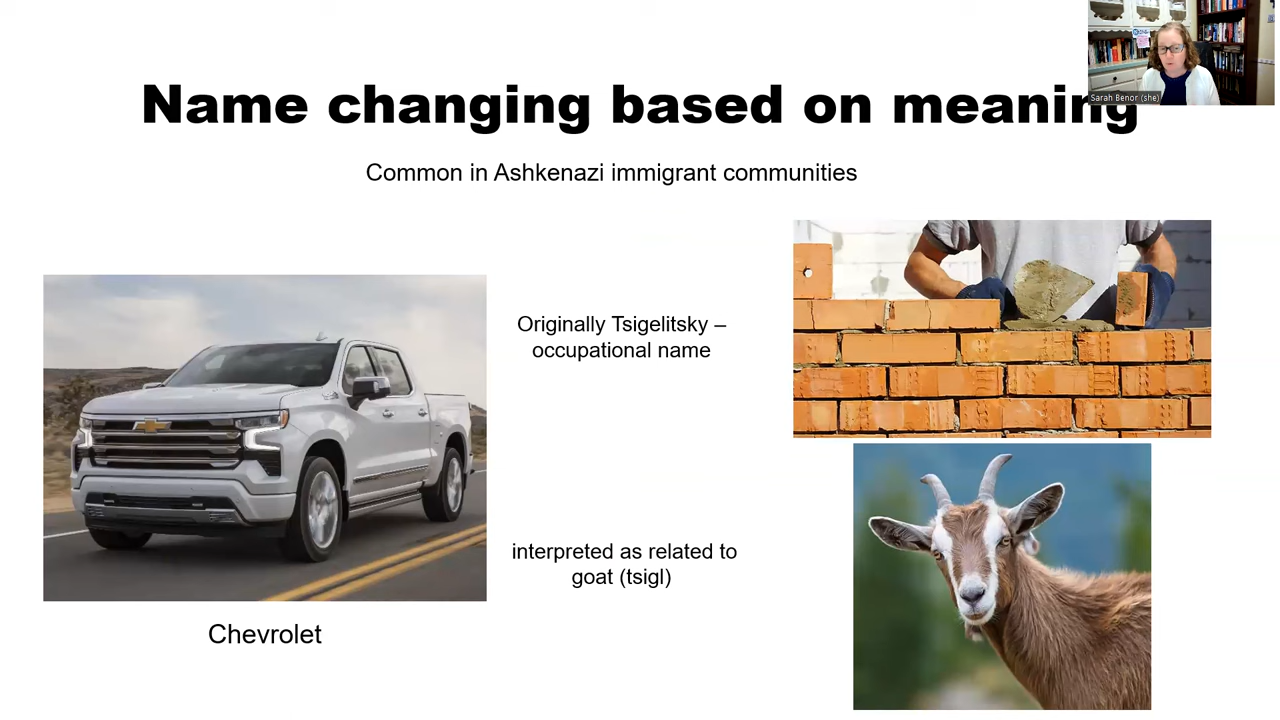 Name changing based on meaning
Sarah Benor (she)
Common in Ashkenazi immigrant communities
Originally Tsigelitsky –
occupational name
interpreted as related to
goat (tsigl)
Chevrolet